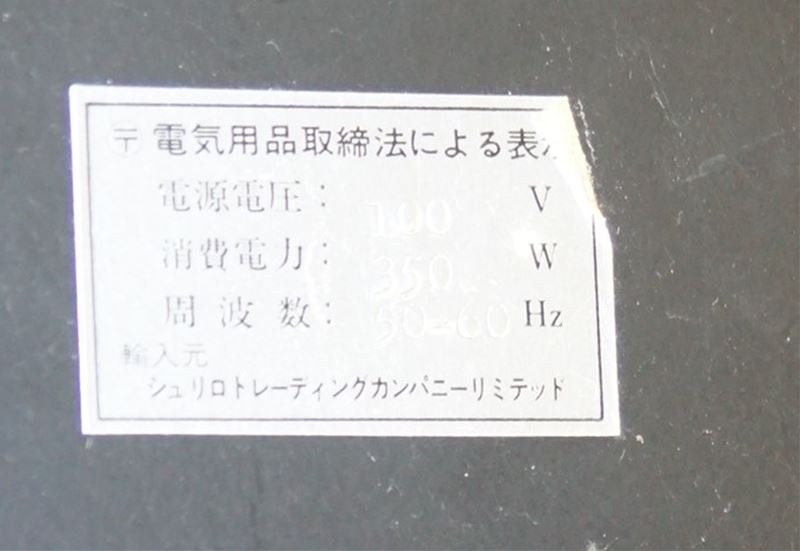 〒 電気用品取締法による表示
電源電圧: 100 V
消費電力: 350 W
周波数: 50-60 Hz
輸入元
シュリロトレーディングカンパニーリミテッド